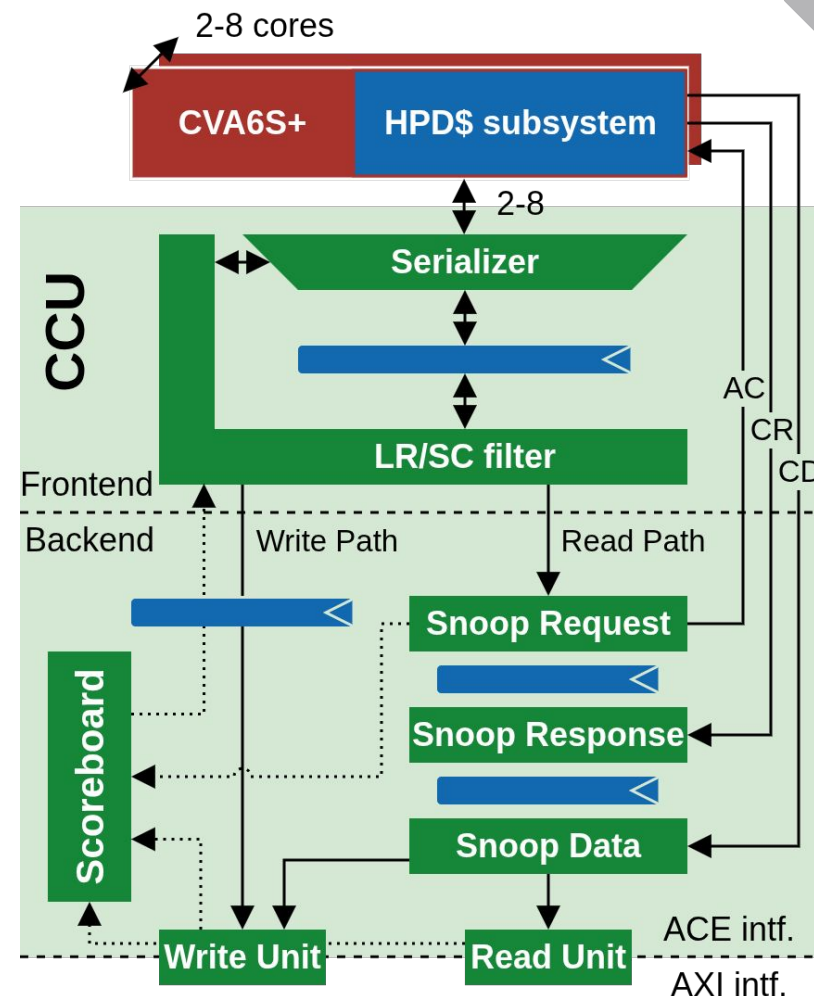 2-8 cores
CVA6S+
HPD$ subsystem
2-8
Serializer
CCU
AC
CR
CD
LR/SC filter
Frontend
Backend
Write Path
Read Path
Snoop Request
Snoop Response
Scoreboard
Snoop Data
ACE intf.
Write Unit
Read Unit
AXI intf.